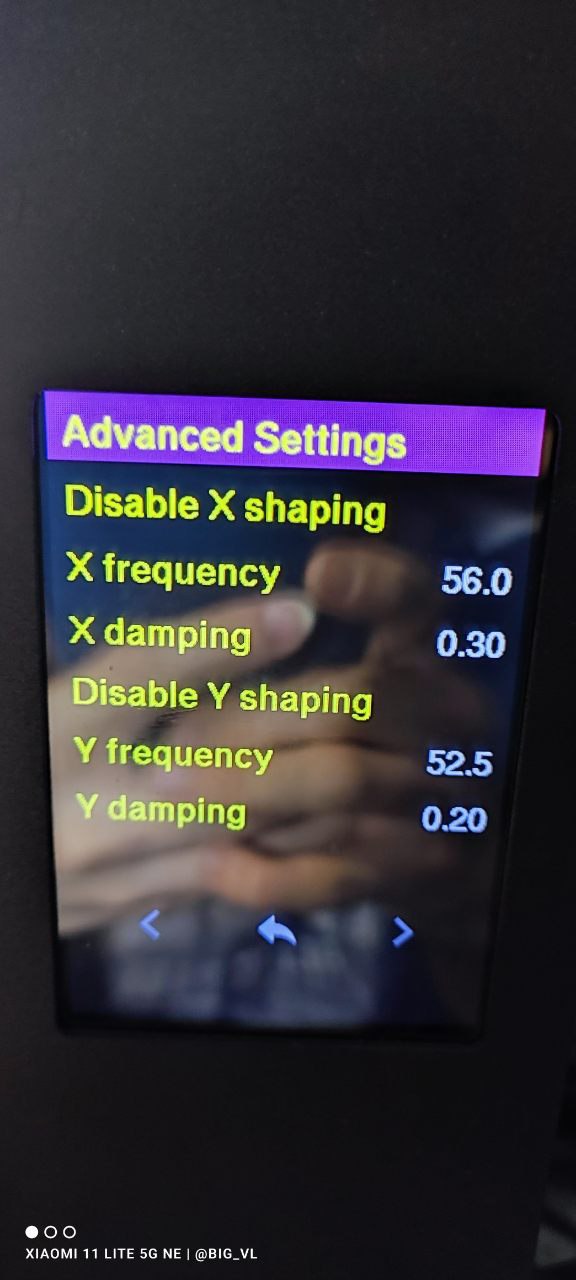 Advanced Settings
Disable X shaping
X frequency 56.0
X damping 0.30
Disable Y shaping
Y frequency 52.5
Y damping 0.20
XIAOMI 11 LITE 5G NE | @BIG_VL